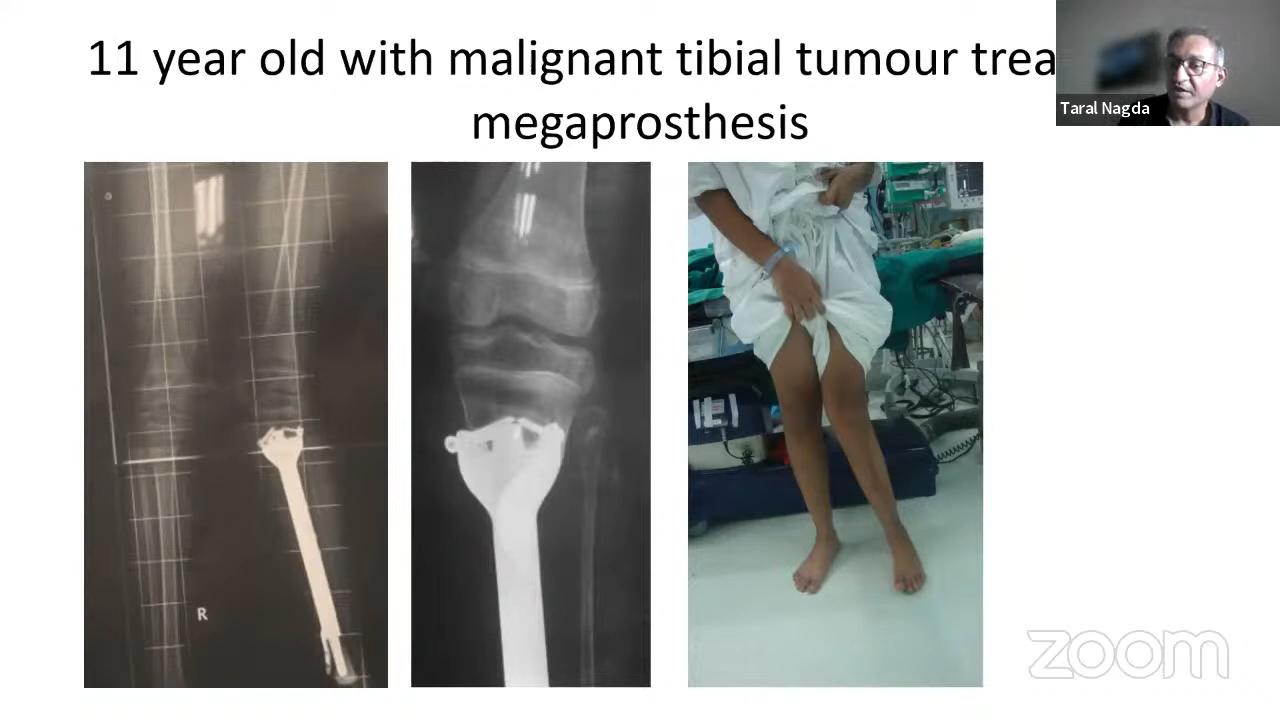 11 year old with malignant tibial tumour trea
megaprosthesis
Taral Nagda
R
zoom